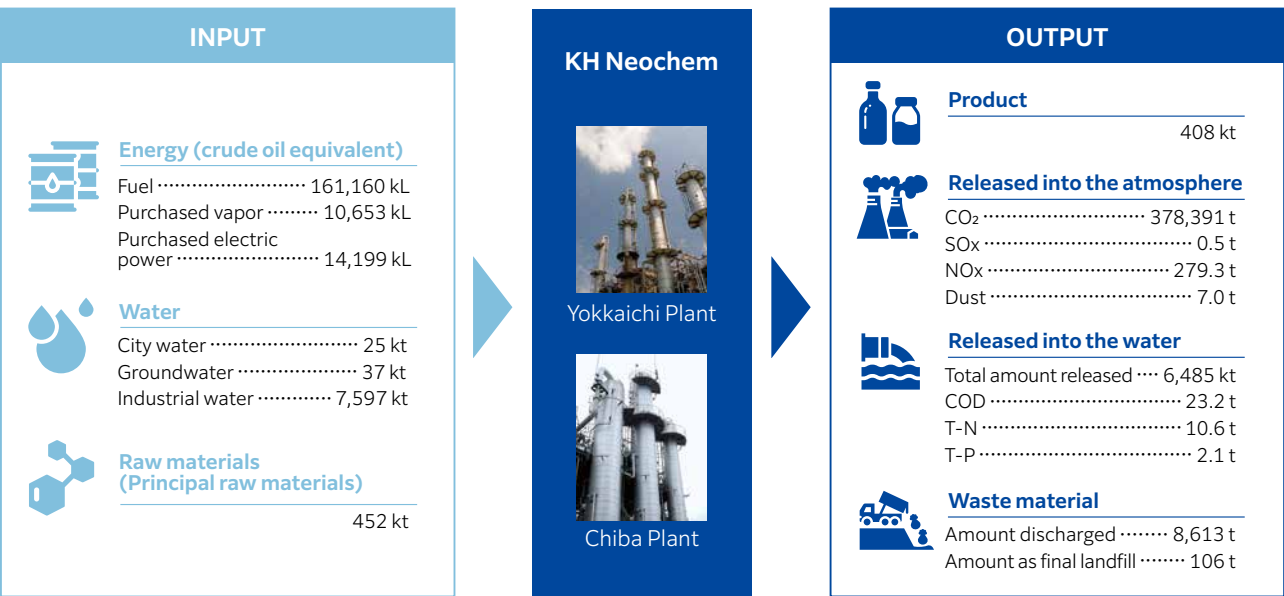 INPUT
Energy (crude oil equivalent)
Fuel ·························· 161,160 kL
Purchased vapor ········· 10,653 kL
Purchased electric
power ························· 14,199 kL
Water
City water ·························· 25 kt
Groundwater ····················· 37 kt
Industrial water ············· 7,597 kt
Raw materials
(Principal raw materials)
452 kt
KH Neochem
Yokkaichi Plant
Chiba Plant
OUTPUT
Product
408 kt
Released into the atmosphere
CO₂ ···························· 378,391 t
SOx ···································· 0.5 t
NOx ································ 279.3 t
Dust ··································· 7.0 t
Released into the water
Total amount released ···· 6,485 kt
COD ·································· 23.2 t
T-N ··································· 10.6 t
T-P ····································· 2.1 t
Waste material
Amount discharged ········ 8,613 t
Amount as final landfill ········ 106 t